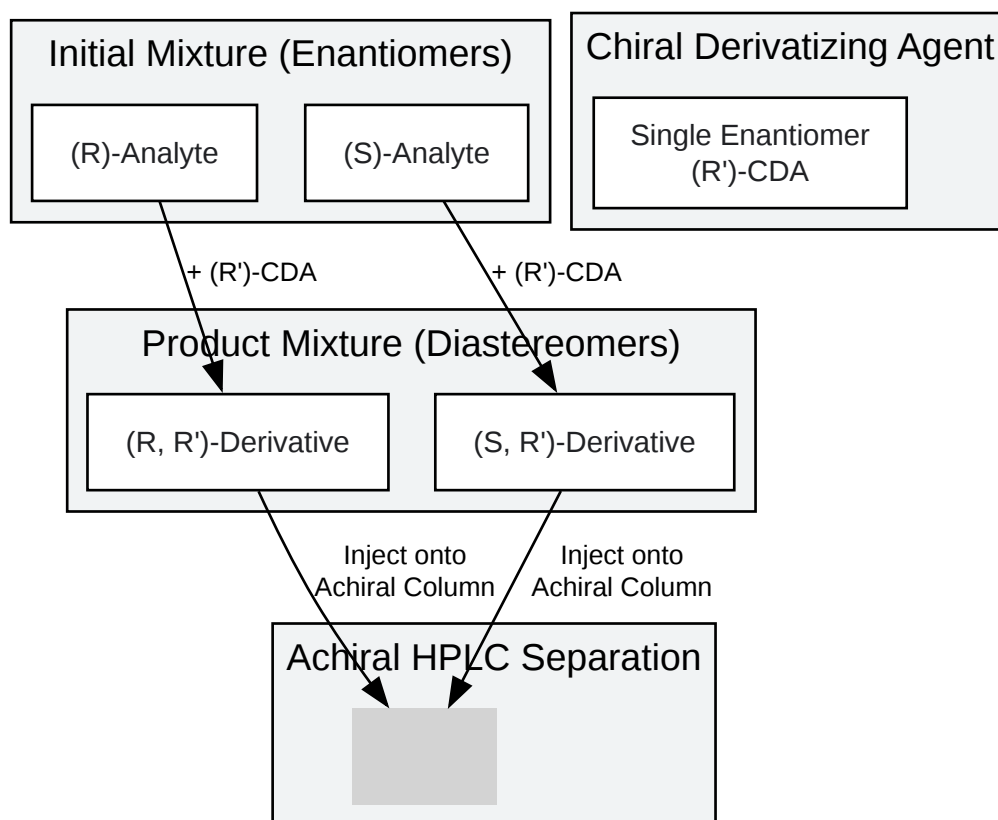 Initial Mixture (Enantiomers)
(R)-Analyte
(S)-Analyte
Chiral Derivatizing Agent
Single Enantiomer
(R')-CDA
+ (R')-CDA
+ (R')-CDA
Product Mixture (Diastereomers)
(R, R')-Derivative
(S, R')-Derivative
Inject onto
Achiral Column
Inject onto
Achiral Column
Achiral HPLC Separation